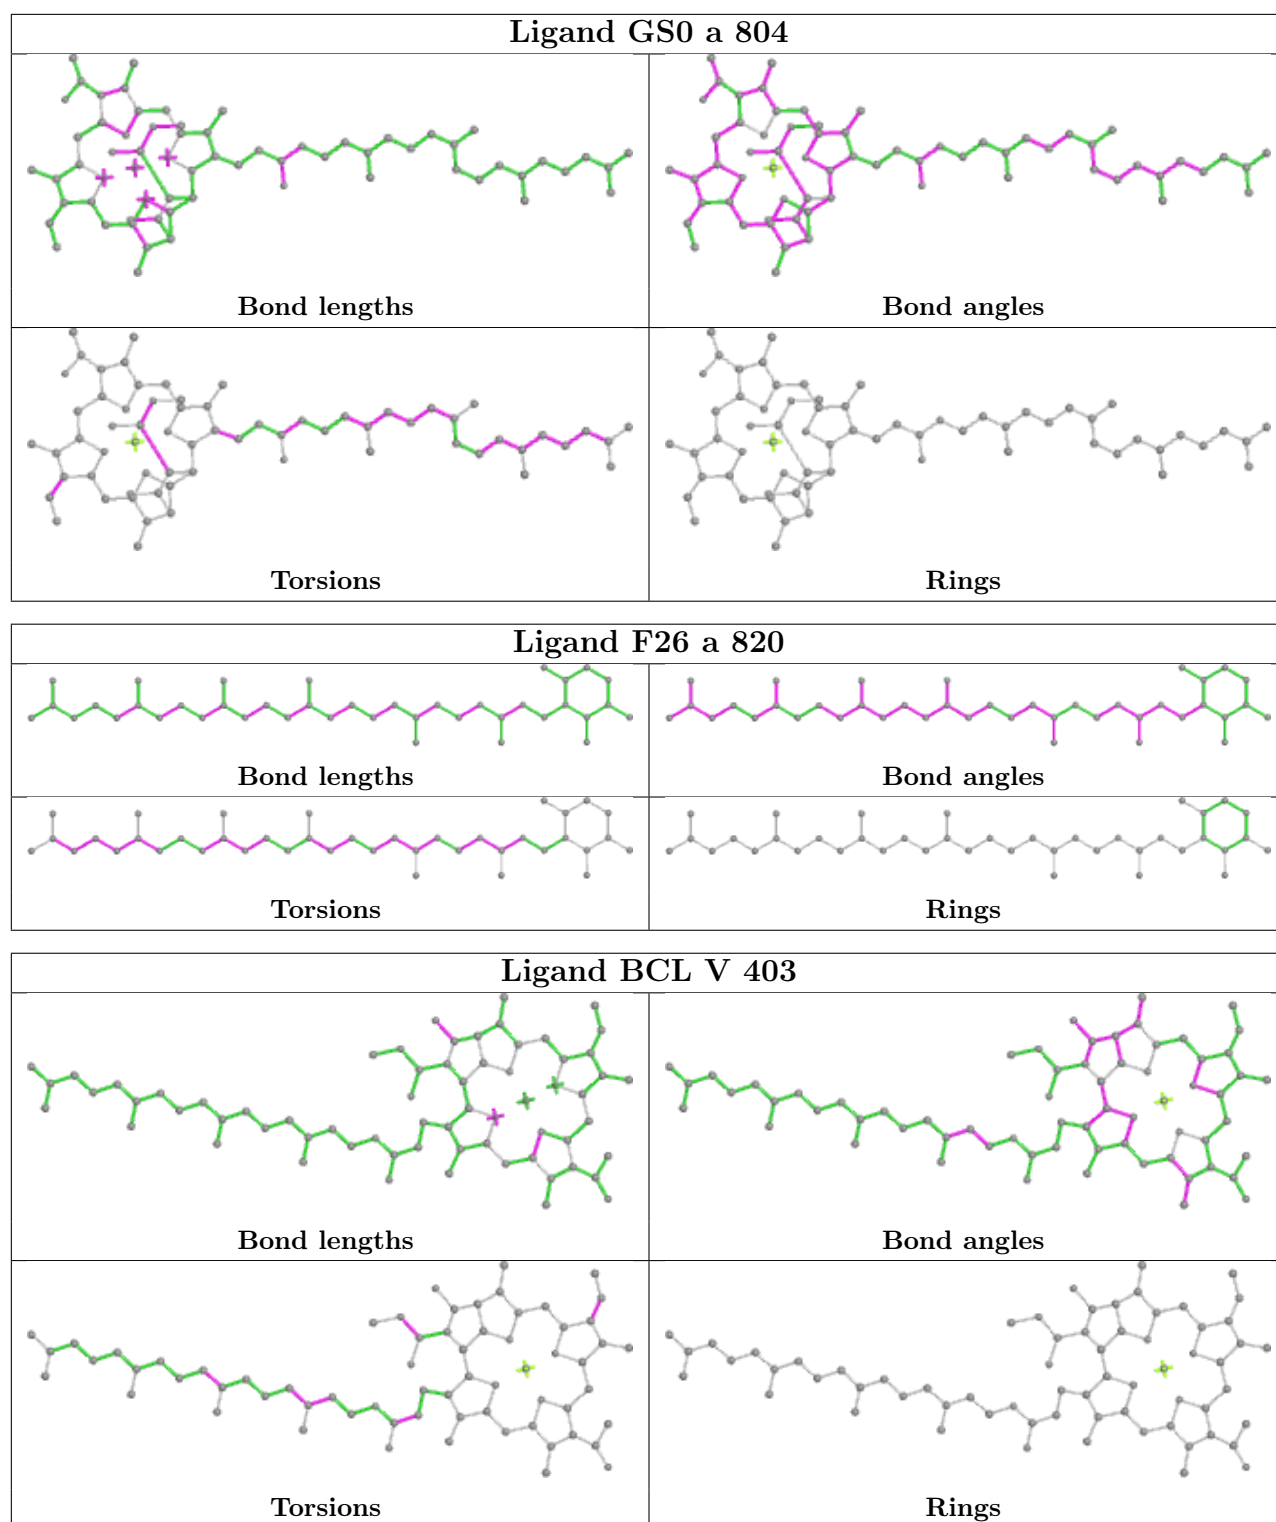 Ligand GS0 a 804
Bond lengths
Bond angles
Torsions
Rings
Ligand F26 a 820
Bond lengths
Bond angles
Torsions
Rings
Ligand BCL V 403
Bond lengths
Bond angles
Torsions
Rings